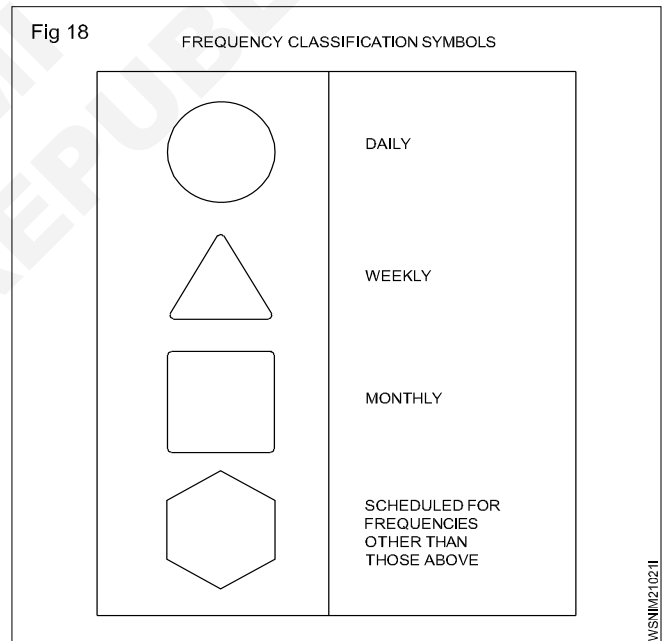 Fig 18
FREQUENCY CLASSIFICATION SYMBOLS
DAILY
WEEKLY
MONTHLY
SCHEDULED FOR
FREQUENCIES
OTHER THAN
THOSE ABOVE
WSNIM21021I